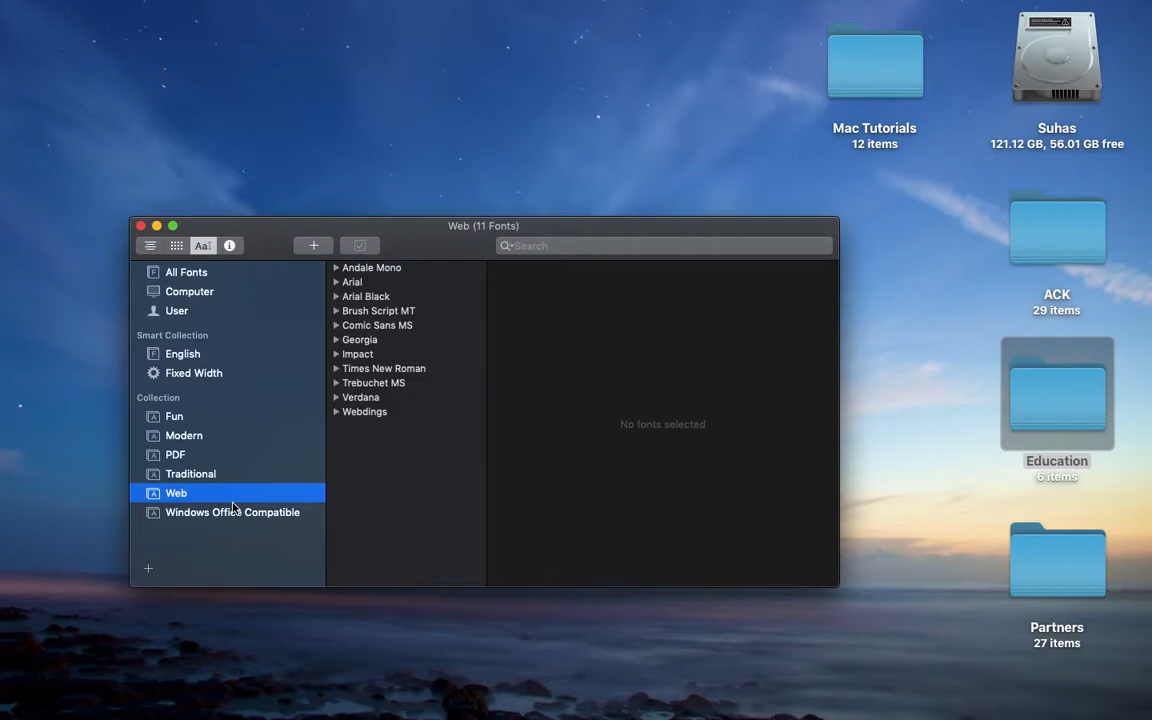 Mac Tutorials
12 items
Suhas
121.12 GB, 56.01 GB free
ACK
29 items
Education
6 items
Partners
27 items
Web (11 Fonts)
Aa
Search
All Fonts
Computer
User
Smart Collection
English
Fixed Width
Collection
Fun
Modern
PDF
Traditional
Web
Windows Office Compatible
Andale Mono
Arial
Arial Black
Brush Script MT
Comic Sans MS
Georgia
Impact
Times New Roman
Trebuchet MS
Verdana
Webdings
No fonts selected